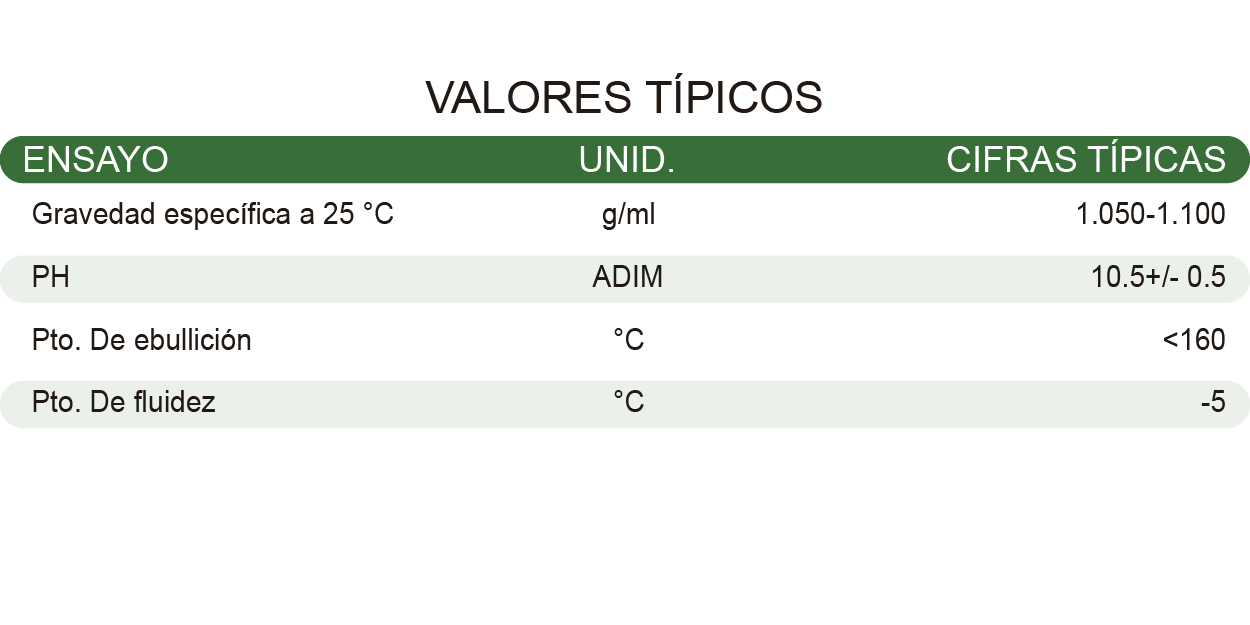 VALORES TÍPICOS
ENSAYO UNID. CIFRAS TÍPICAS
Gravedad específica a 25 °C g/ml 1.050-1.100
PH ADIM 10.5+/- 0.5
Pto. De ebullición °C <160
Pto. De fluidez °C -5